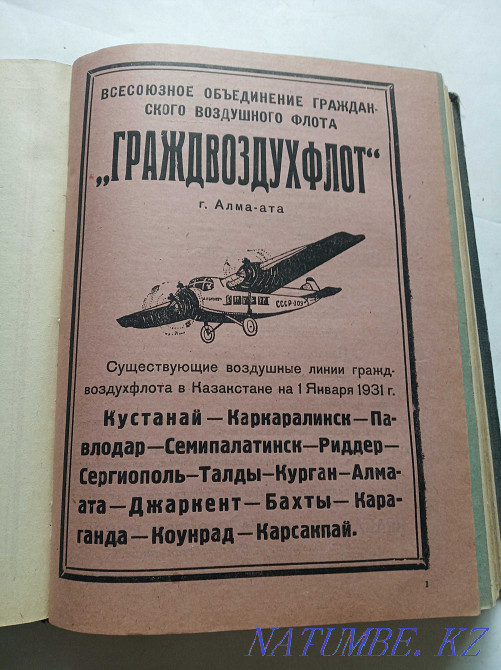 ВСЕСОЮЗНОЕ ОБЪЕДИНЕНИЕ ГРАЖДАН-
СКОГО ВОЗДУШНОГО ФЛОТА
„ГРАЖДВОЗДУХФЛОТ“
г. Алма-ата
СССР-
Существующие воздушные линии гражд-
воздухфлота в Казакстане на 1 Января 1931 г.
Кустанай—Каркаралинск—Па-
влодар—Семипалатинск—Риддер—
Сергиополь—Талды-Курган—Алма-
ата—Джаркент—Бахты—Кара-
ганда—Коунрад—Карсакпай.
1
NATUMBE. KZ